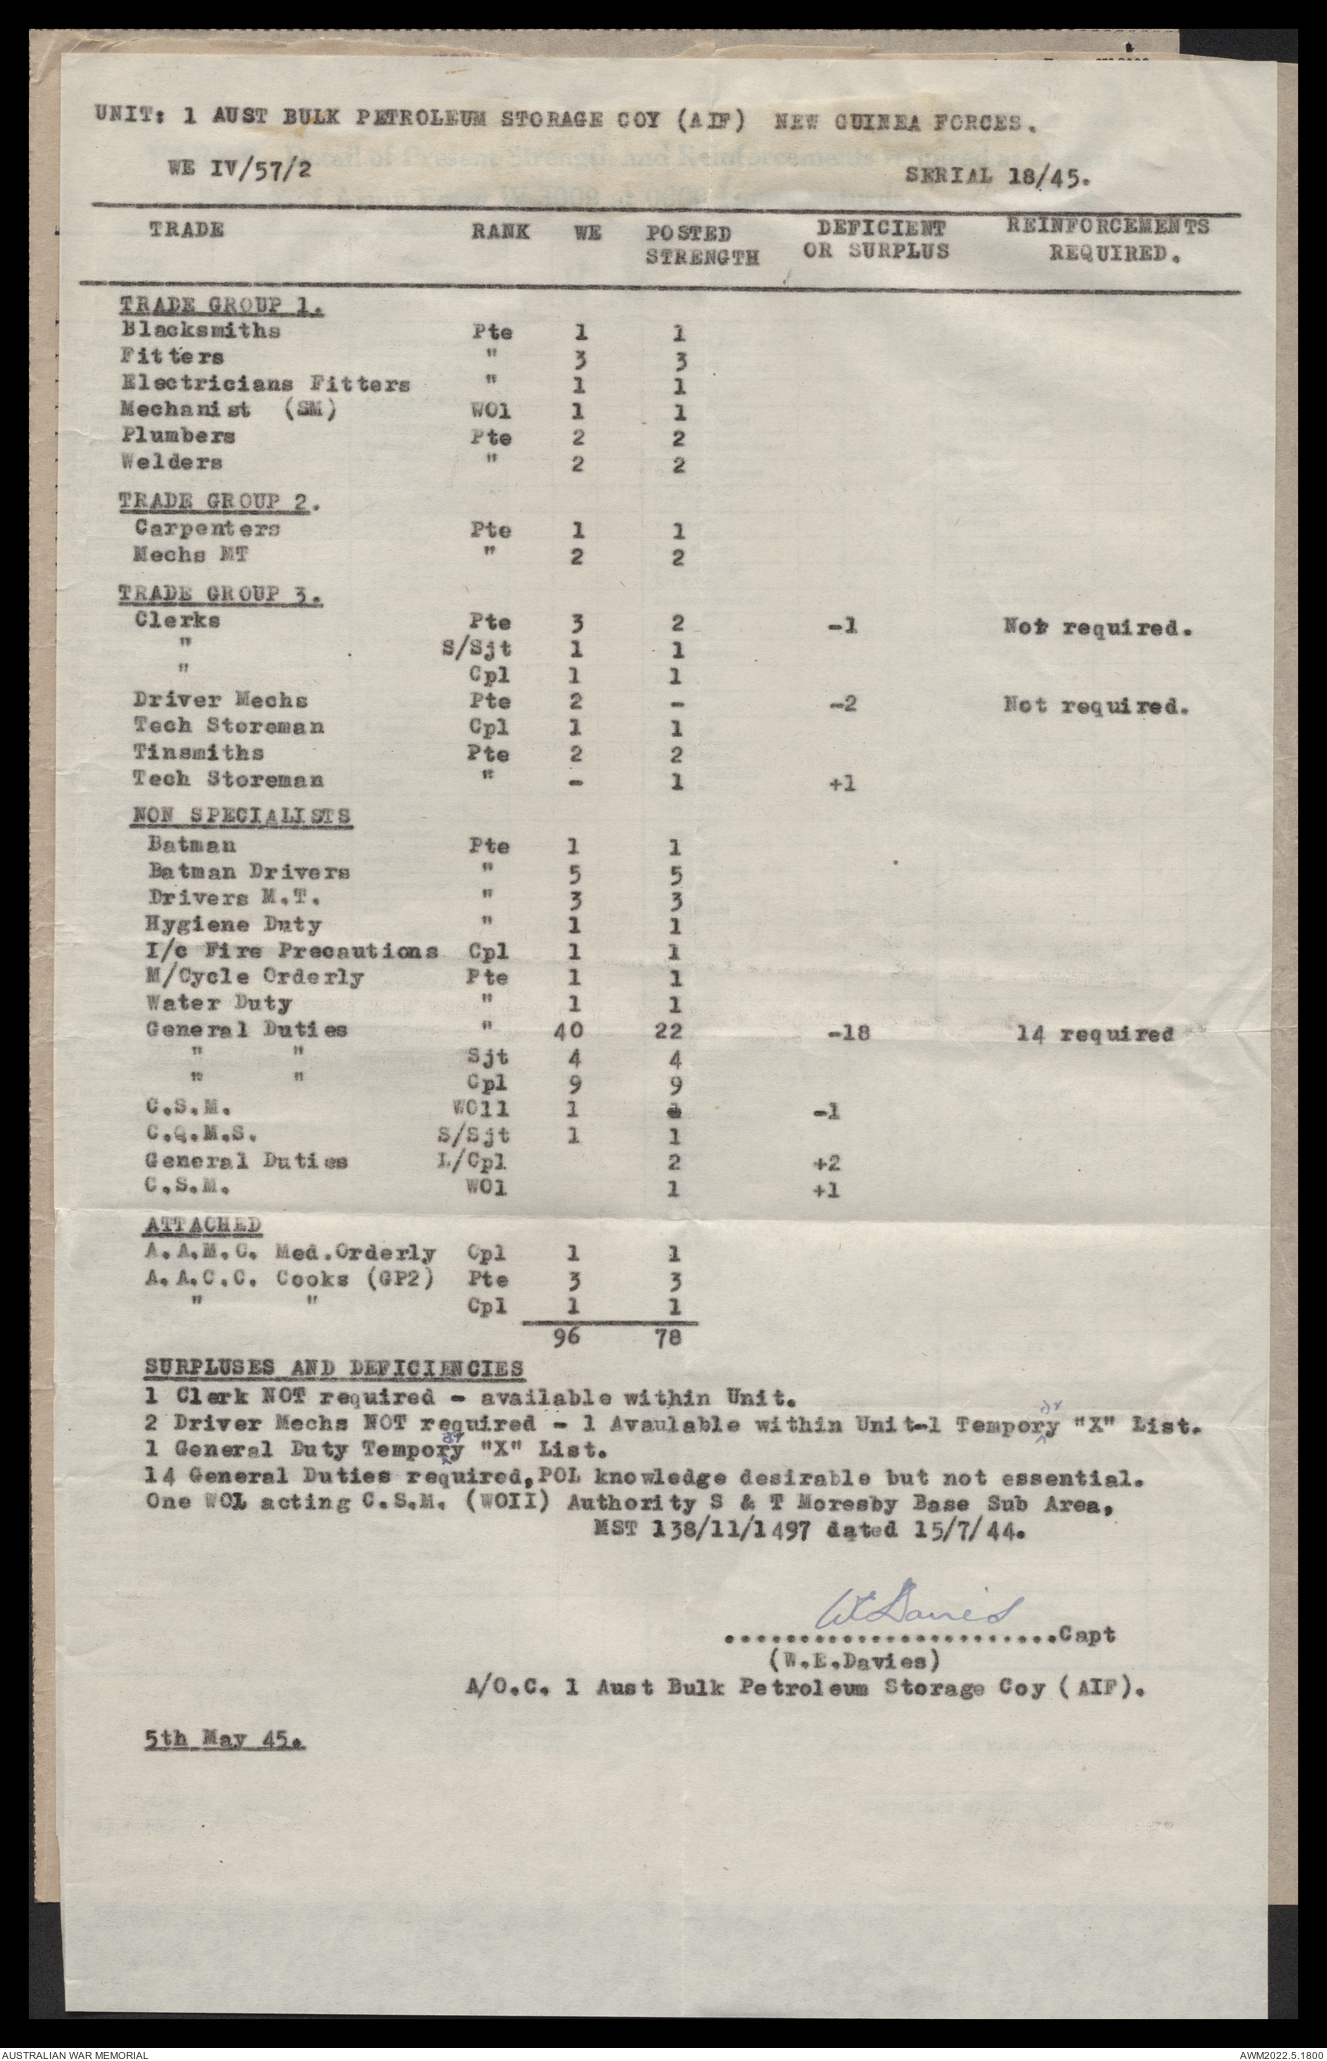 UNIT: 1 AUST BULK PETROLEUM STORAGE COY (AIF) NEW GUINEA FORCES.
WE IV/57/2 SERIAL 18/45.
TRADE RANK WE POSTED STRENGTH DEFICIENT OR SURPLUS REINFORCEMENTS REQUIRED.
TRADE GROUP 1.
Blacksmiths Pte 1 1
Fitters " 3 3
Electricians Fitters " 1 1
Mechanist (SM) WO1 1 1
Plumbers Pte 2 2
Welders " 2 2
TRADE GROUP 2.
Carpenters Pte 1 1
Mechs MT " 2 2
TRADE GROUP 3.
Clerks Pte 3 2 -1 Not required.
" S/Sjt 1 1
" Cpl 1 1
Driver Mechs Pte 2 - -2 Not required.
Tech Storeman Cpl 1 1
Tinsmiths Pte 2 2
Tech Storeman " - 1 +1
NON SPECIALISTS
Batman Pte 1 1
Batman Drivers " 5 5
Drivers M.T. " 3 3
Hygiene Duty " 1 1
I/c Fire Precautions Cpl 1 1
M/Cycle Orderly Pte 1 1
Water Duty " 1 1
General Duties " 40 22 -18 14 required
" " Sjt 4 4
" " Cpl 9 9
C.S.M. WO11 1 -1
C.Q.M.S. S/Sjt 1 1
General Duties L/Cpl 2 +2
C.S.M. WO1 1 +1
ATTACHED
A.A.M.C. Med.Orderly Cpl 1 1
A.A.C.C. Cooks (GP2) Pte 3 3
" " Cpl 1 1
96 78
SURPLUSES AND DEFICIENCIES
1 Clerk NOT required - available within Unit.
2 Driver Mechs NOT required - 1 Avaulable within Unit-1 Temporary "X" List.
1 General Duty Temporary "X" List.
14 General Duties required, POL knowledge desirable but not essential.
One WO1 acting C.S.M. (WOII) Authority S & T Moresby Base Sub Area,
MST 138/11/1497 dated 15/7/44.
WE Davies
.......................Capt
(W.E.Davies)
A/O.C. 1 Aust Bulk Petroleum Storage Coy (AIF).
5th May 45.
AUSTRALIAN WAR MEMORIAL AWM2022.5.1800